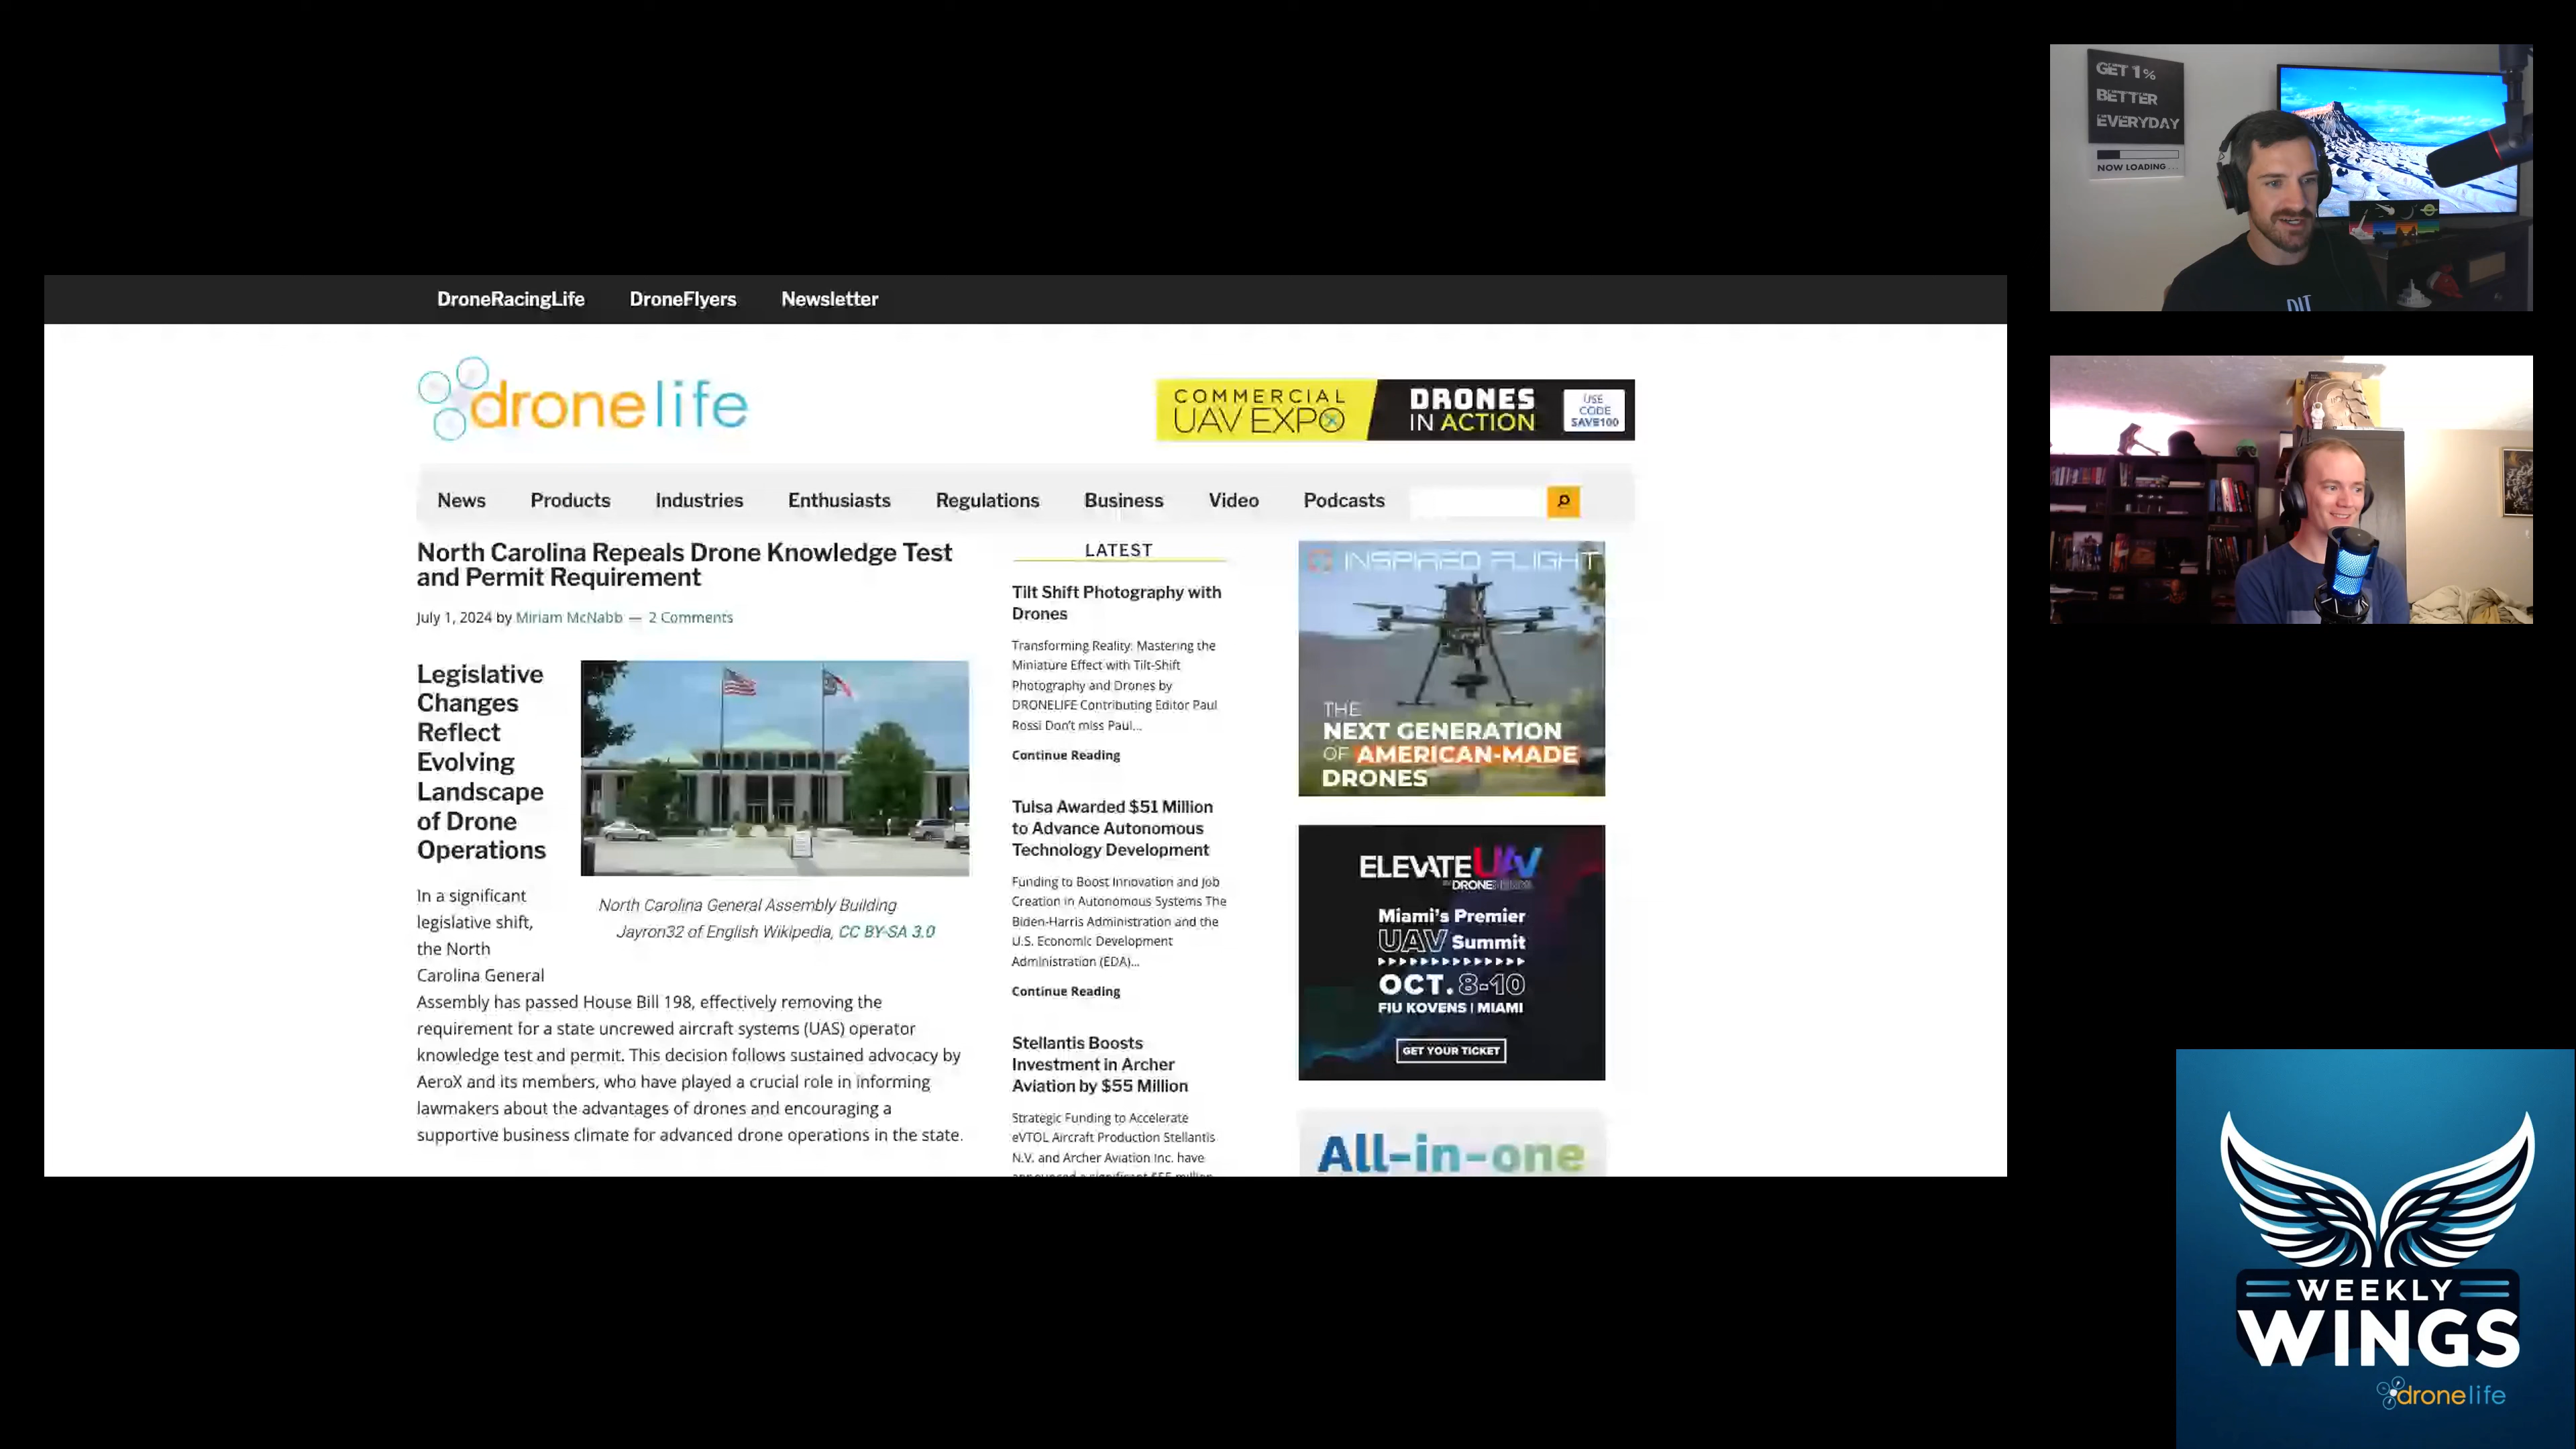 DroneRacingLife DroneFlyers Newsletter
dronelife
COMMERCIAL
UAV EXPO
DRONES
IN ACTION
USE
CODE
SAVE100
News Products Industries Enthusiasts Regulations Business Video Podcasts
North Carolina Repeals Drone Knowledge Test
and Permit Requirement
July 1, 2024 by Miriam McNabb — 2 Comments
Legislative
Changes
Reflect
Evolving
Landscape
of Drone
Operations
North Carolina General Assembly Building
Jayron32 of English Wikipedia, CC BY-SA 3.0
In a significant
legislative shift,
the North
Carolina General
Assembly has passed House Bill 198, effectively removing the
requirement for a state uncrewed aircraft systems (UAS) operator
knowledge test and permit. This decision follows sustained advocacy by
AeroX and its members, who have played a crucial role in informing
lawmakers about the advantages of drones and encouraging a
supportive business climate for advanced drone operations in the state.
LATEST
Tilt Shift Photography with
Drones
Transforming Reality: Mastering the
Miniature Effect with Tilt-Shift
Photography and Drones by
DRONELIFE Contributing Editor Paul
Rossi Don't miss Paul...
Continue Reading
Tulsa Awarded $51 Million
to Advance Autonomous
Technology Development
Funding to Boost Innovation and Job
Creation in Autonomous Systems The
Biden-Harris Administration and the
U.S. Economic Development
Administration (EDA)...
Continue Reading
Stellantis Boosts
Investment in Archer
Aviation by $55 Million
Strategic Funding to Accelerate
eVTOL Aircraft Production Stellantis
N.V. and Archer Aviation Inc. have
INSPIRED FLIGHT
THE
NEXT GENERATION
OF AMERICAN-MADE
DRONES
ELEVATE UAV
Miami's Premier
UAV Summit
OCT. 8-10
FIU KOVENS | MIAMI
GET YOUR TICKET
All-in-one
GET 1%
BETTER
EVERYDAY
NOW LOADING...
WEEKLY
WINGS
dronelife